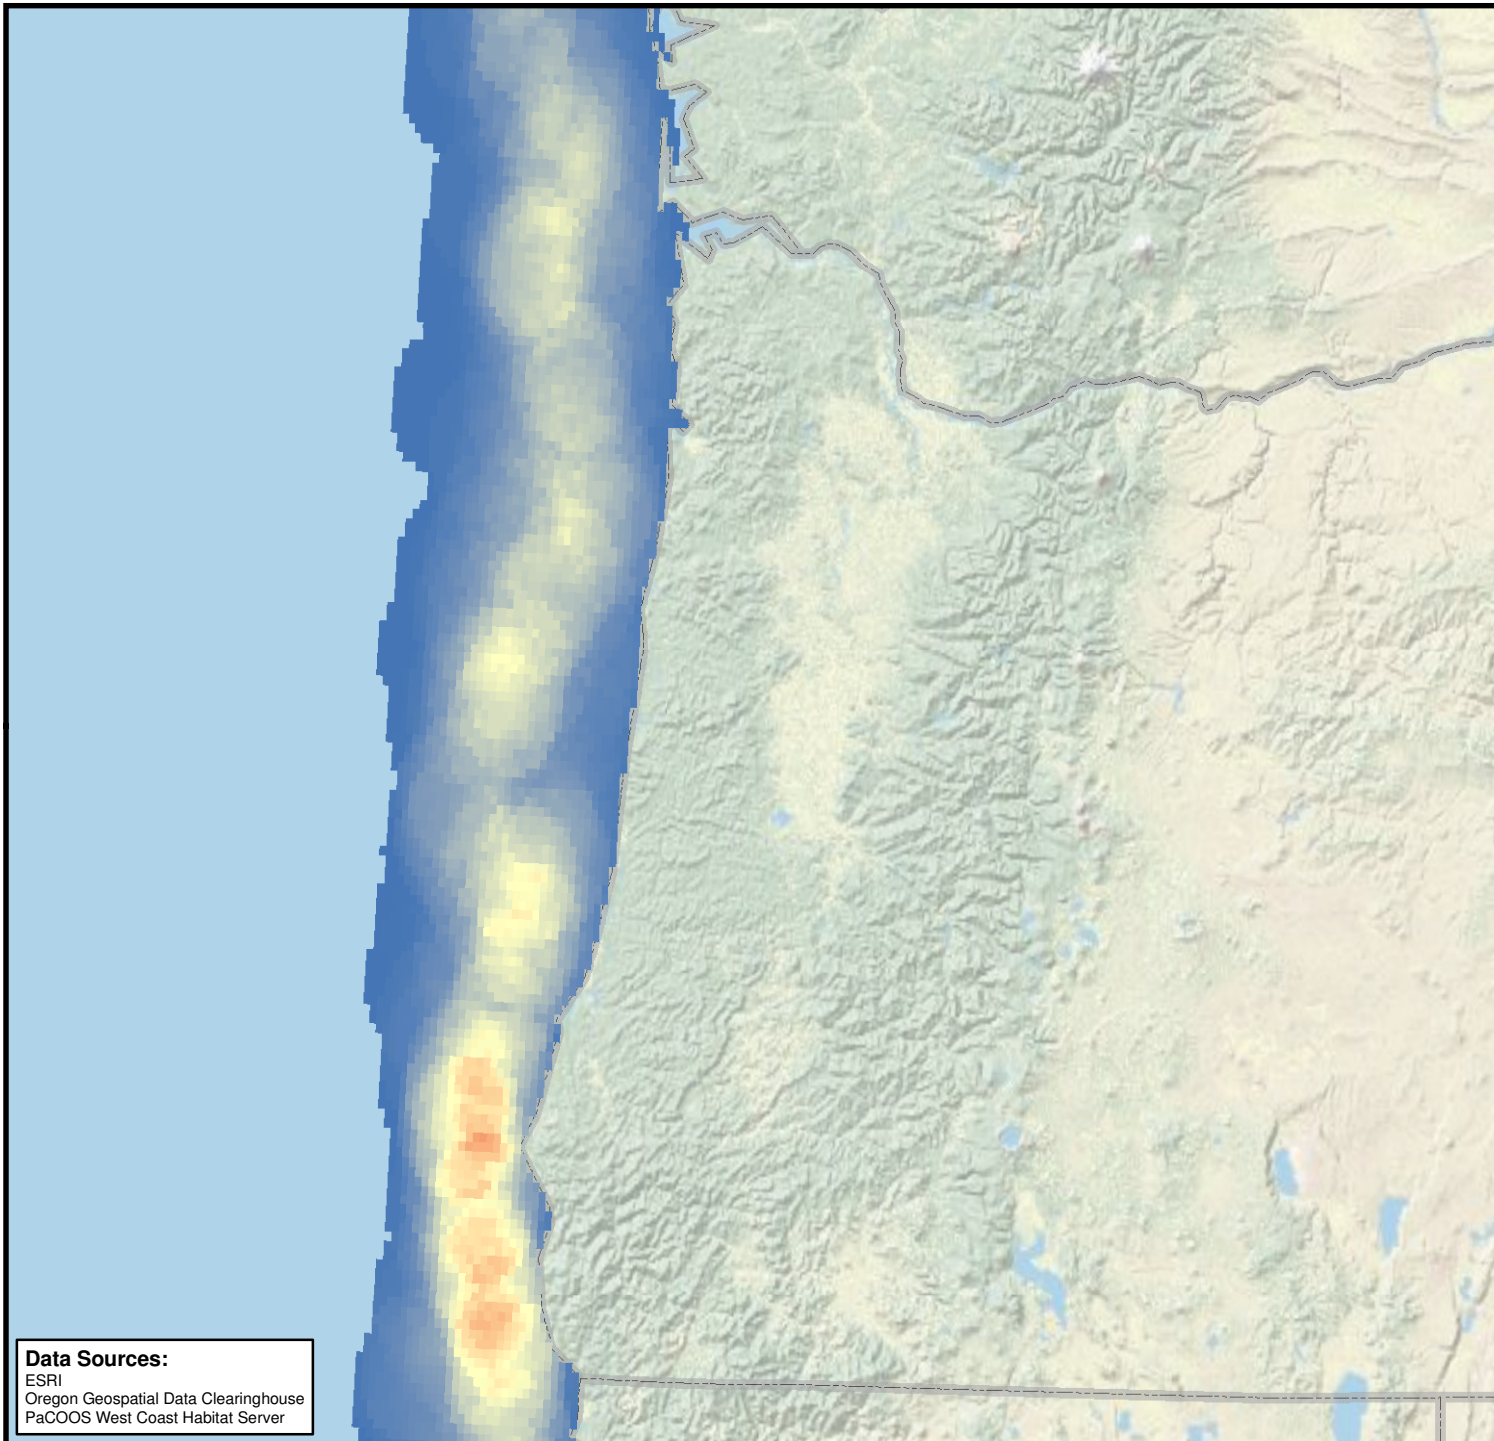 Data Sources:
ESRI
Oregon Geospatial Data Clearinghouse
PaCOOS West Coast Habitat Server